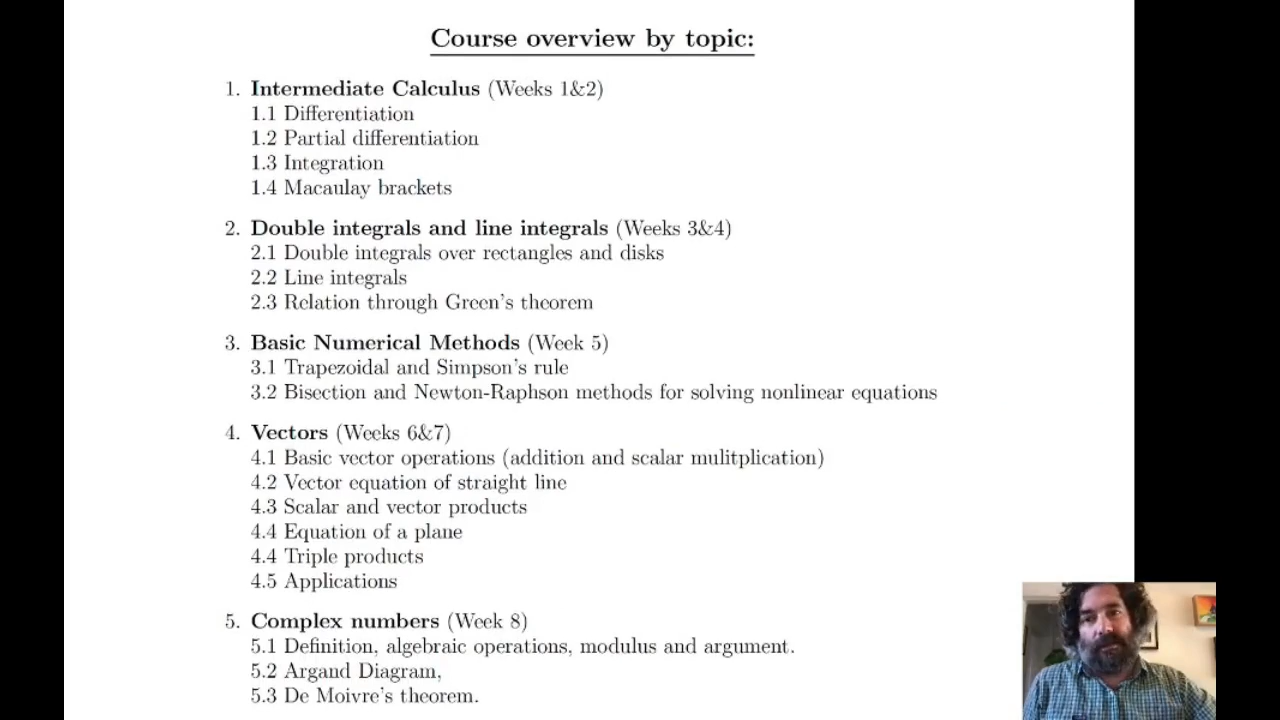 Course overview by topic:
1. Intermediate Calculus (Weeks 1&2)
1.1 Differentiation
1.2 Partial differentiation
1.3 Integration
1.4 Macaulay brackets
2. Double integrals and line integrals (Weeks 3&4)
2.1 Double integrals over rectangles and disks
2.2 Line integrals
2.3 Relation through Green's theorem
3. Basic Numerical Methods (Week 5)
3.1 Trapezoidal and Simpson's rule
3.2 Bisection and Newton-Raphson methods for solving nonlinear equations
4. Vectors (Weeks 6&7)
4.1 Basic vector operations (addition and scalar mulitplication)
4.2 Vector equation of straight line
4.3 Scalar and vector products
4.4 Equation of a plane
4.4 Triple products
4.5 Applications
5. Complex numbers (Week 8)
5.1 Definition, algebraic operations, modulus and argument.
5.2 Argand Diagram,
5.3 De Moivre's theorem.